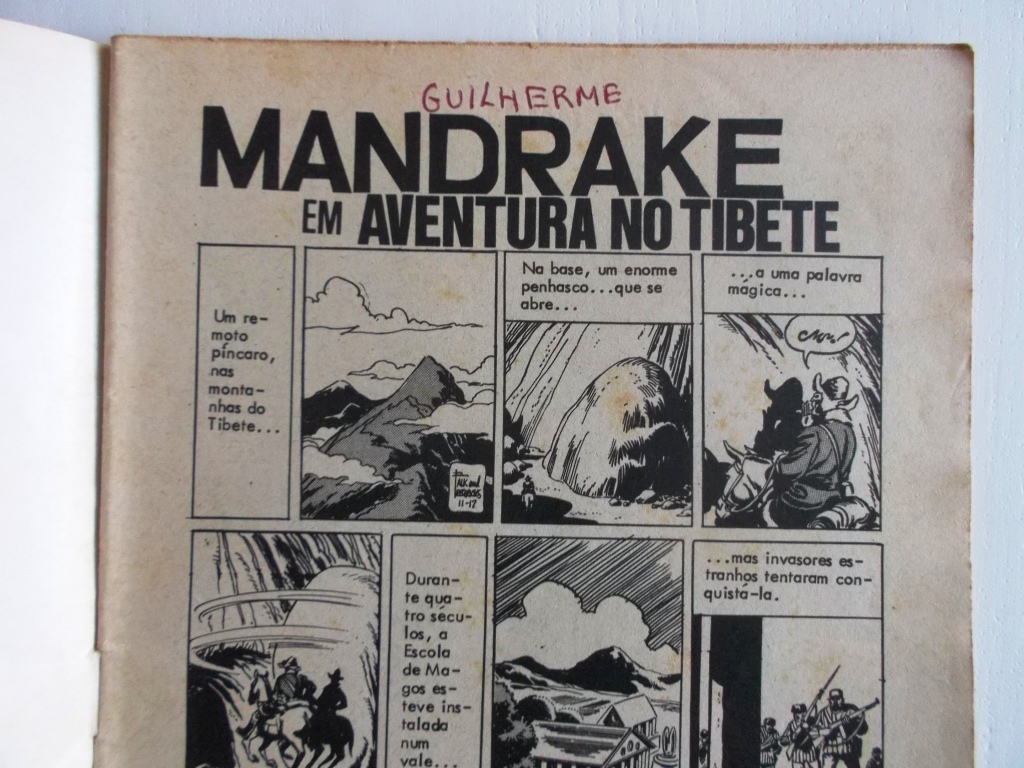 GUILHERME
MANDRAKE
EM AVENTURA NO TIBETE
Um re-
moto
píncaro,
nas
monta-
nhas do
Tibete...
Na base, um enorme
penhasco...que se
abre...
...a uma palavra
mágica...
11-17
Duran-
te qua-
tro sécu-
los, a
Escola
de Ma-
gos es-
teve ins-
talada
num
vale...
...mas invasores es-
tranhos tentaram con-
quistá-la.